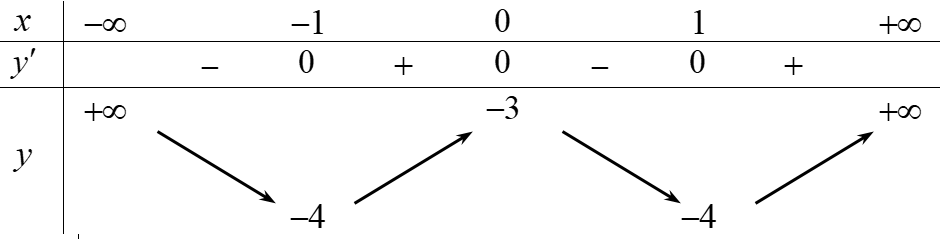 x −∞ −1 0 1 +∞
y′ − 0 + 0 − 0 +
+∞ −3 +∞
y
−4 −4